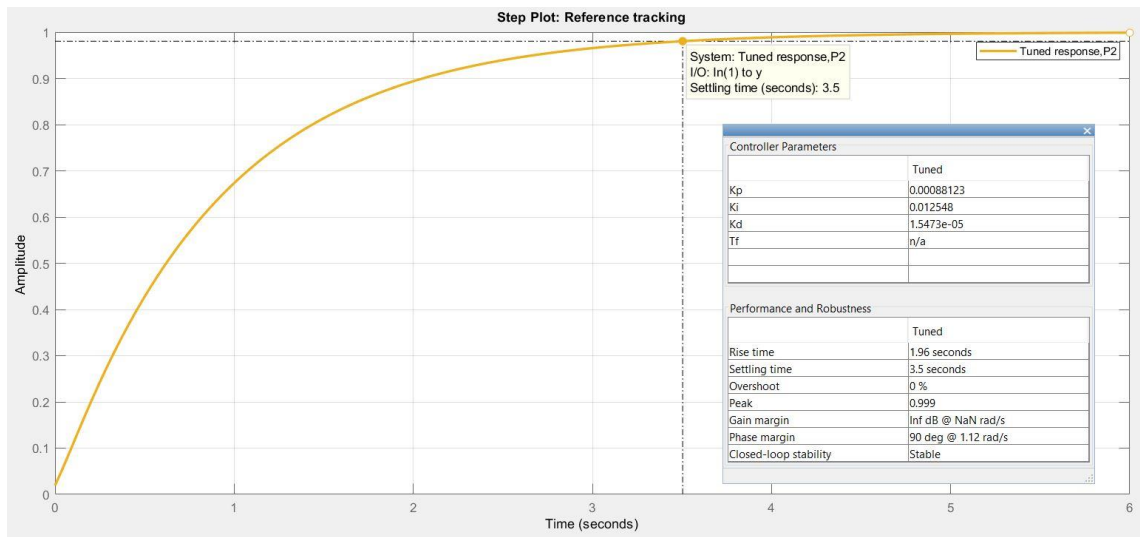 Step Plot: Reference tracking
1
0.9
0.8
0.7
0.6
0.5
0.4
0.3
0.2
0.1
0
Amplitude
0 1 2 3 4 5 6
Time (seconds)
Tuned response,P2
System: Tuned response,P2
I/O: In(1) to y
Settling time (seconds): 3.5
Controller Parameters
Tuned
Kp 0.00088123
Ki 0.012548
Kd 1.5473e-05
Tf n/a
Performance and Robustness
Tuned
Rise time 1.96 seconds
Settling time 3.5 seconds
Overshoot 0 %
Peak 0.999
Gain margin Inf dB @ NaN rad/s
Phase margin 90 deg @ 1.12 rad/s
Closed-loop stability Stable